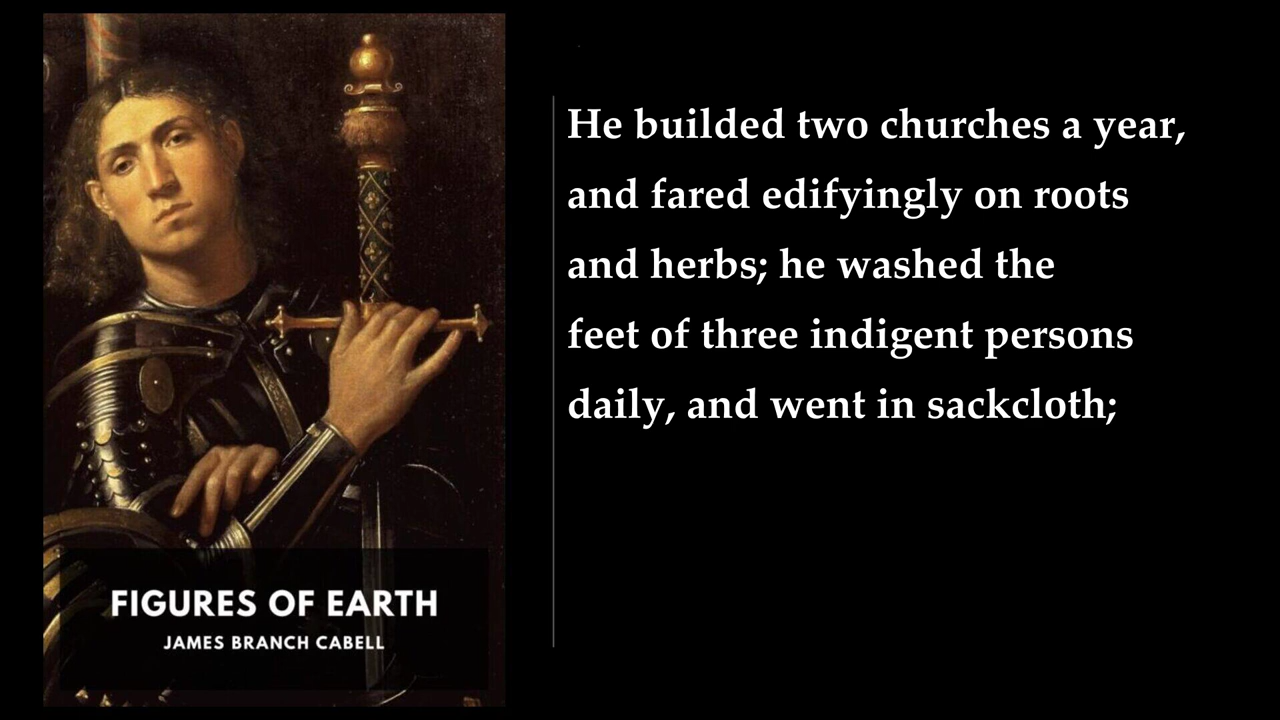 He builded two churches a year,
and fared edifyingly on roots
and herbs; he washed the
feet of three indigent persons
daily, and went in sackcloth;
FIGURES OF EARTH
JAMES BRANCH CABELL